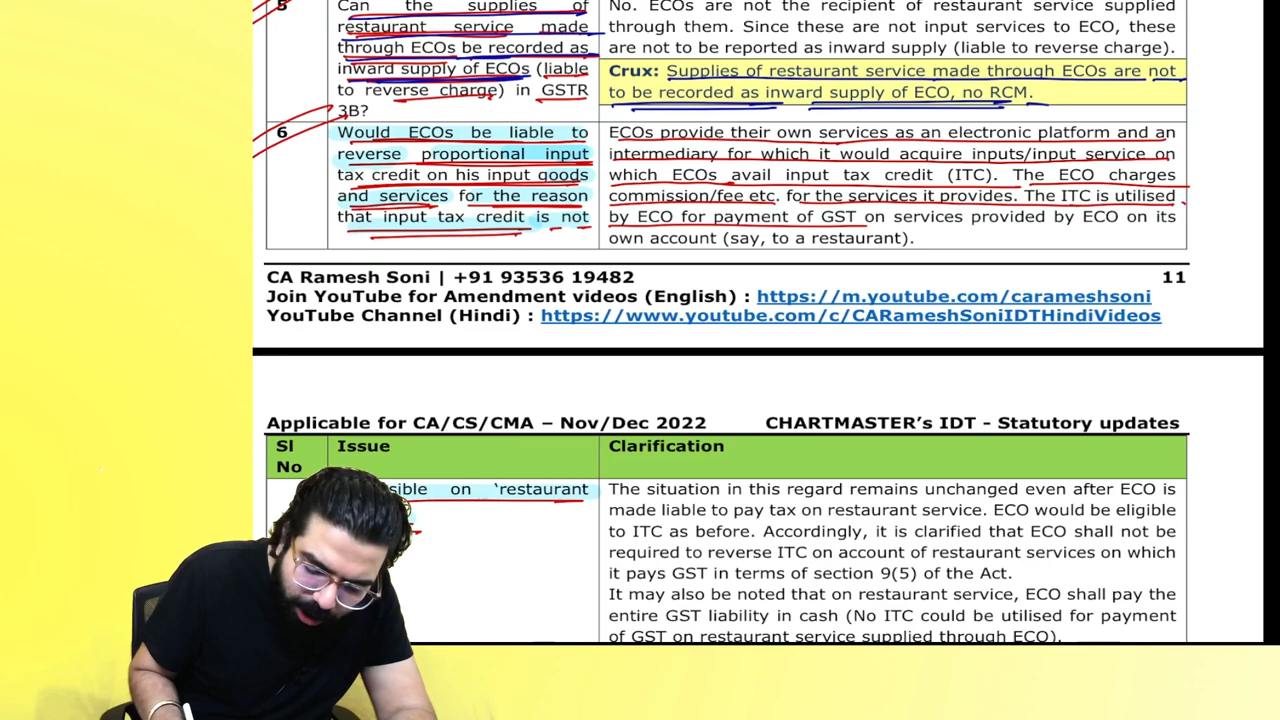 5
Can the supplies of
restaurant service made
through ECOs be recorded as
inward supply of ECOs (liable
to reverse charge) in GSTR
3B?
No. ECOs are not the recipient of restaurant service supplied
through them. Since these are not input services to ECO, these
are not to be reported as inward supply (liable to reverse charge).
Crux: Supplies of restaurant service made through ECOs are not
to be recorded as inward supply of ECO, no RCM.
6
Would ECOs be liable to
reverse proportional input
tax credit on his input goods
and services for the reason
that input tax credit is not
ECOs provide their own services as an electronic platform and an
intermediary for which it would acquire inputs/input service on
which ECOs avail input tax credit (ITC). The ECO charges
commission/fee etc. for the services it provides. The ITC is utilised
by ECO for payment of GST on services provided by ECO on its
own account (say, to a restaurant).
CA Ramesh Soni | +91 93536 19482 11
Join YouTube for Amendment videos (English) : https://m.youtube.com/carameshsoni
YouTube Channel (Hindi) : https://www.youtube.com/c/CARameshSoniIDTHindiVideos
Applicable for CA/CS/CMA – Nov/Dec 2022 CHARTMASTER's IDT - Statutory updates
Sl
No
Issue
Clarification
on 'restaurant
The situation in this regard remains unchanged even after ECO is
made liable to pay tax on restaurant service. ECO would be eligible
to ITC as before. Accordingly, it is clarified that ECO shall not be
required to reverse ITC on account of restaurant services on which
it pays GST in terms of section 9(5) of the Act.
It may also be noted that on restaurant service, ECO shall pay the
entire GST liability in cash (No ITC could be utilised for payment
of GST on restaurant service supplied through ECO).